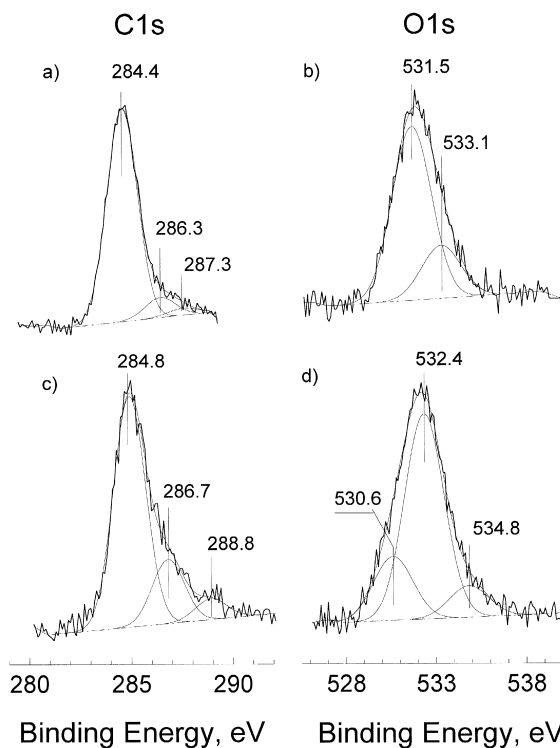 C1s
O1s
a)
284.4
286.3
287.3
b)
531.5
533.1
c)
284.8
286.7
288.8
d)
532.4
530.6
534.8
280 285 290
528 533 538
Binding Energy, eV
Binding Energy, eV